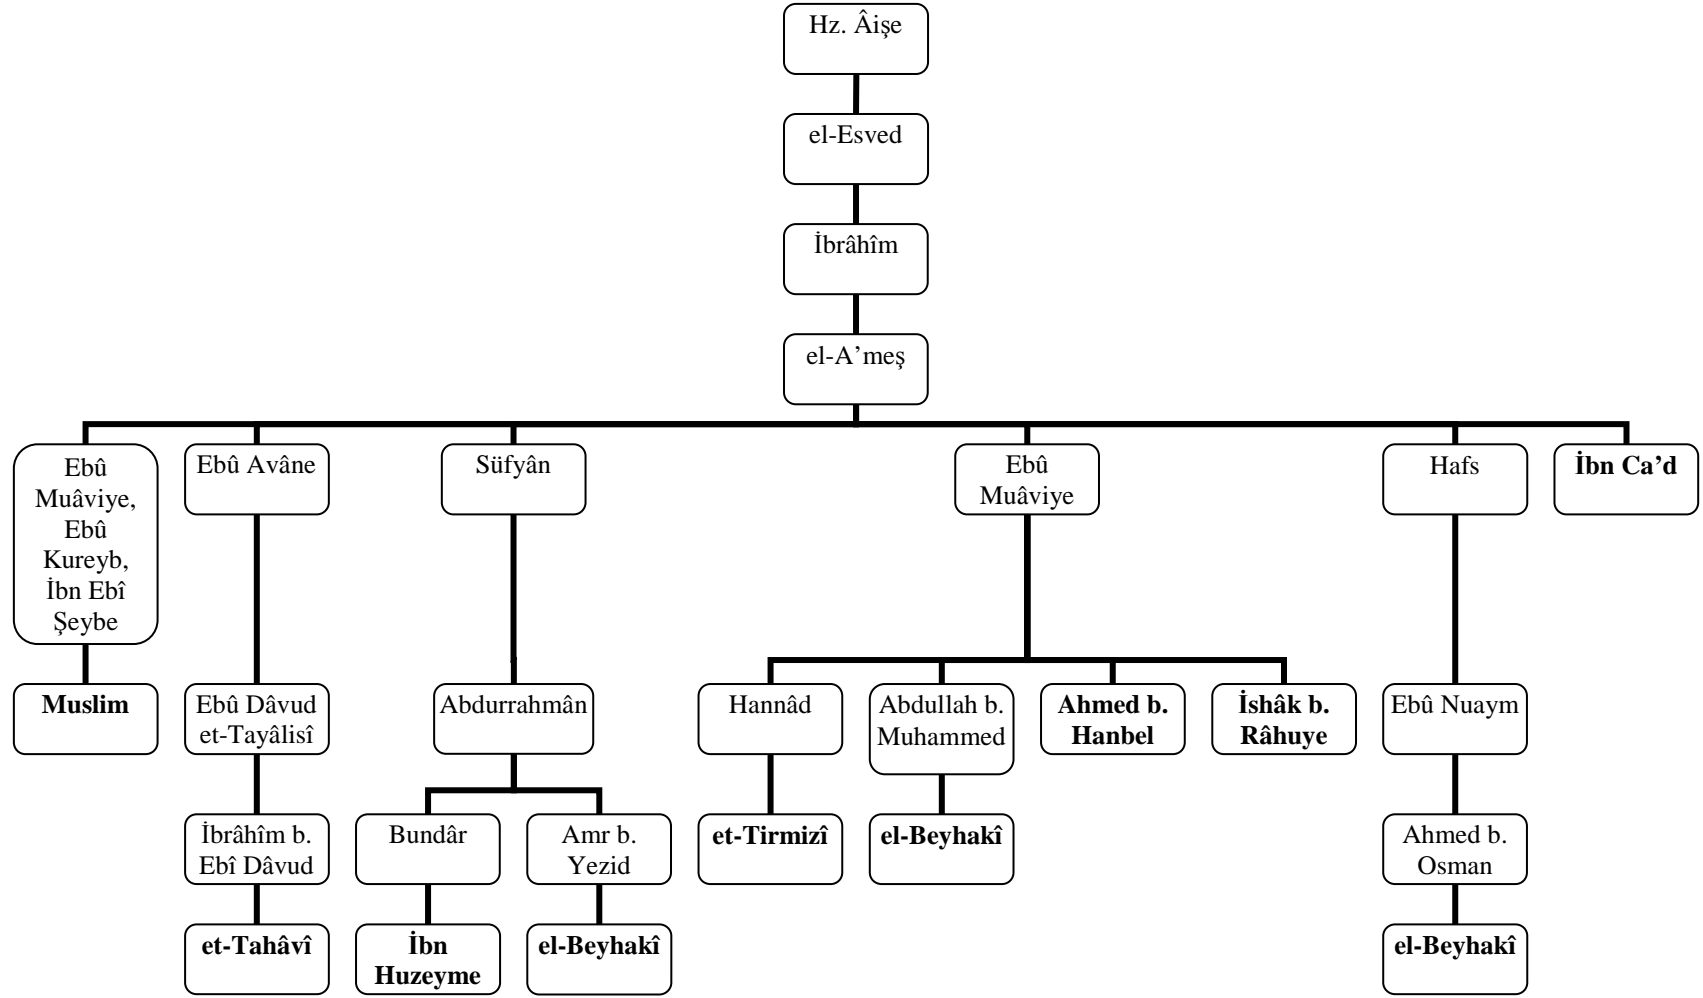 Hz. Âişe
el-Esved
İbrâhîm
el-A’meş
Ebû
Muâviye,
Ebû
Kureyb,
İbn Ebî
Şeybe
Ebû Avâne
Süfyân
Ebû
Muâviye
Hafs
İbn Ca’d
Muslim
Ebû Dâvud
et-Tayâlisî
Abdurrahmân
Hannâd
Abdullah b.
Muhammed
Ahmed b.
Hanbel
İshâk b.
Râhuye
Ebû Nuaym
İbrâhîm b.
Ebî Dâvud
Bundâr
Amr b.
Yezid
et-Tirmizî
el-Beyhakî
Ahmed b.
Osman
et-Tahâvî
İbn
Huzeyme
el-Beyhakî
el-Beyhakî